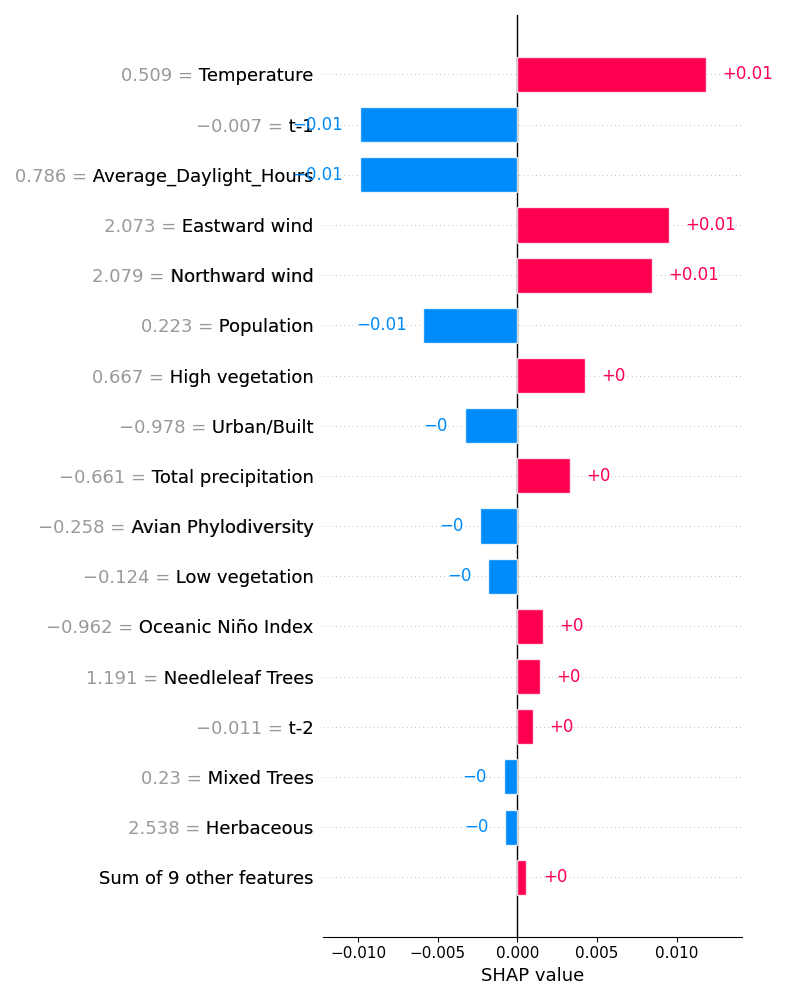 0.509 = Temperature +0.01
−0.007 = t-1 −0.01
0.786 = Average_Daylight_Hours −0.01
2.073 = Eastward wind +0.01
2.079 = Northward wind +0.01
0.223 = Population −0.01
0.667 = High vegetation +0
−0.978 = Urban/Built −0
−0.661 = Total precipitation +0
−0.258 = Avian Phylodiversity −0
−0.124 = Low vegetation −0
−0.962 = Oceanic Niño Index +0
1.191 = Needleleaf Trees +0
−0.011 = t-2 +0
0.23 = Mixed Trees −0
2.538 = Herbaceous −0
Sum of 9 other features +0
−0.010 −0.005 0.000 0.005 0.010
SHAP value